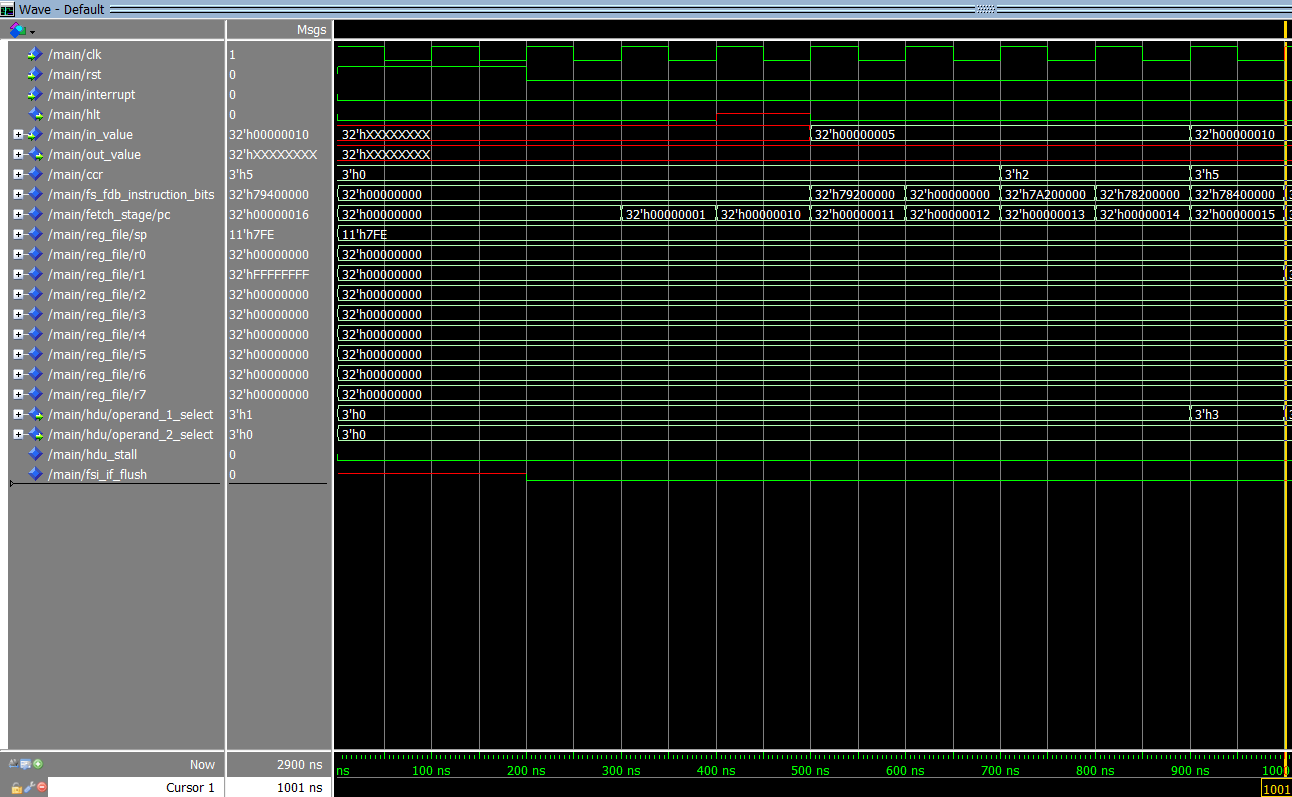 Wave - Default
Msgs
/main/clk 1
/main/rst 0
/main/interrupt 0
/main/hlt 0
/main/in_value 32'h00000010 32'hXXXXXXXX 32'h00000005 32'h00000010
/main/out_value 32'hXXXXXXXX 32'hXXXXXXXX
/main/ccr 3'h5 3'h0 3'h2 3'h5
/main/fs_fdb_instruction_bits 32'h79400000 32'h00000000 32'h79200000 32'h00000000 32'h7A200000 32'h78200000 32'h78400000 3
/main/fetch_stage/pc 32'h00000016 32'h00000000 32'h00000001 32'h00000010 32'h00000011 32'h00000012 32'h00000013 32'h00000014 32'h00000015 3
/main/reg_file/sp 11'h7FE 11'h7FE
/main/reg_file/r0 32'h00000000 32'h00000000
/main/reg_file/r1 32'hFFFFFFFF 32'h00000000 3
/main/reg_file/r2 32'h00000000 32'h00000000
/main/reg_file/r3 32'h00000000 32'h00000000
/main/reg_file/r4 32'h00000000 32'h00000000
/main/reg_file/r5 32'h00000000 32'h00000000
/main/reg_file/r6 32'h00000000 32'h00000000
/main/reg_file/r7 32'h00000000 32'h00000000
/main/hdu/operand_1_select 3'h1 3'h0 3'h3 3
/main/hdu/operand_2_select 3'h0 3'h0
/main/hdu_stall 0
/main/fsi_if_flush 0
Now 2900 ns ns 100 ns 200 ns 300 ns 400 ns 500 ns 600 ns 700 ns 800 ns 900 ns 1000
Cursor 1 1001 ns 1001